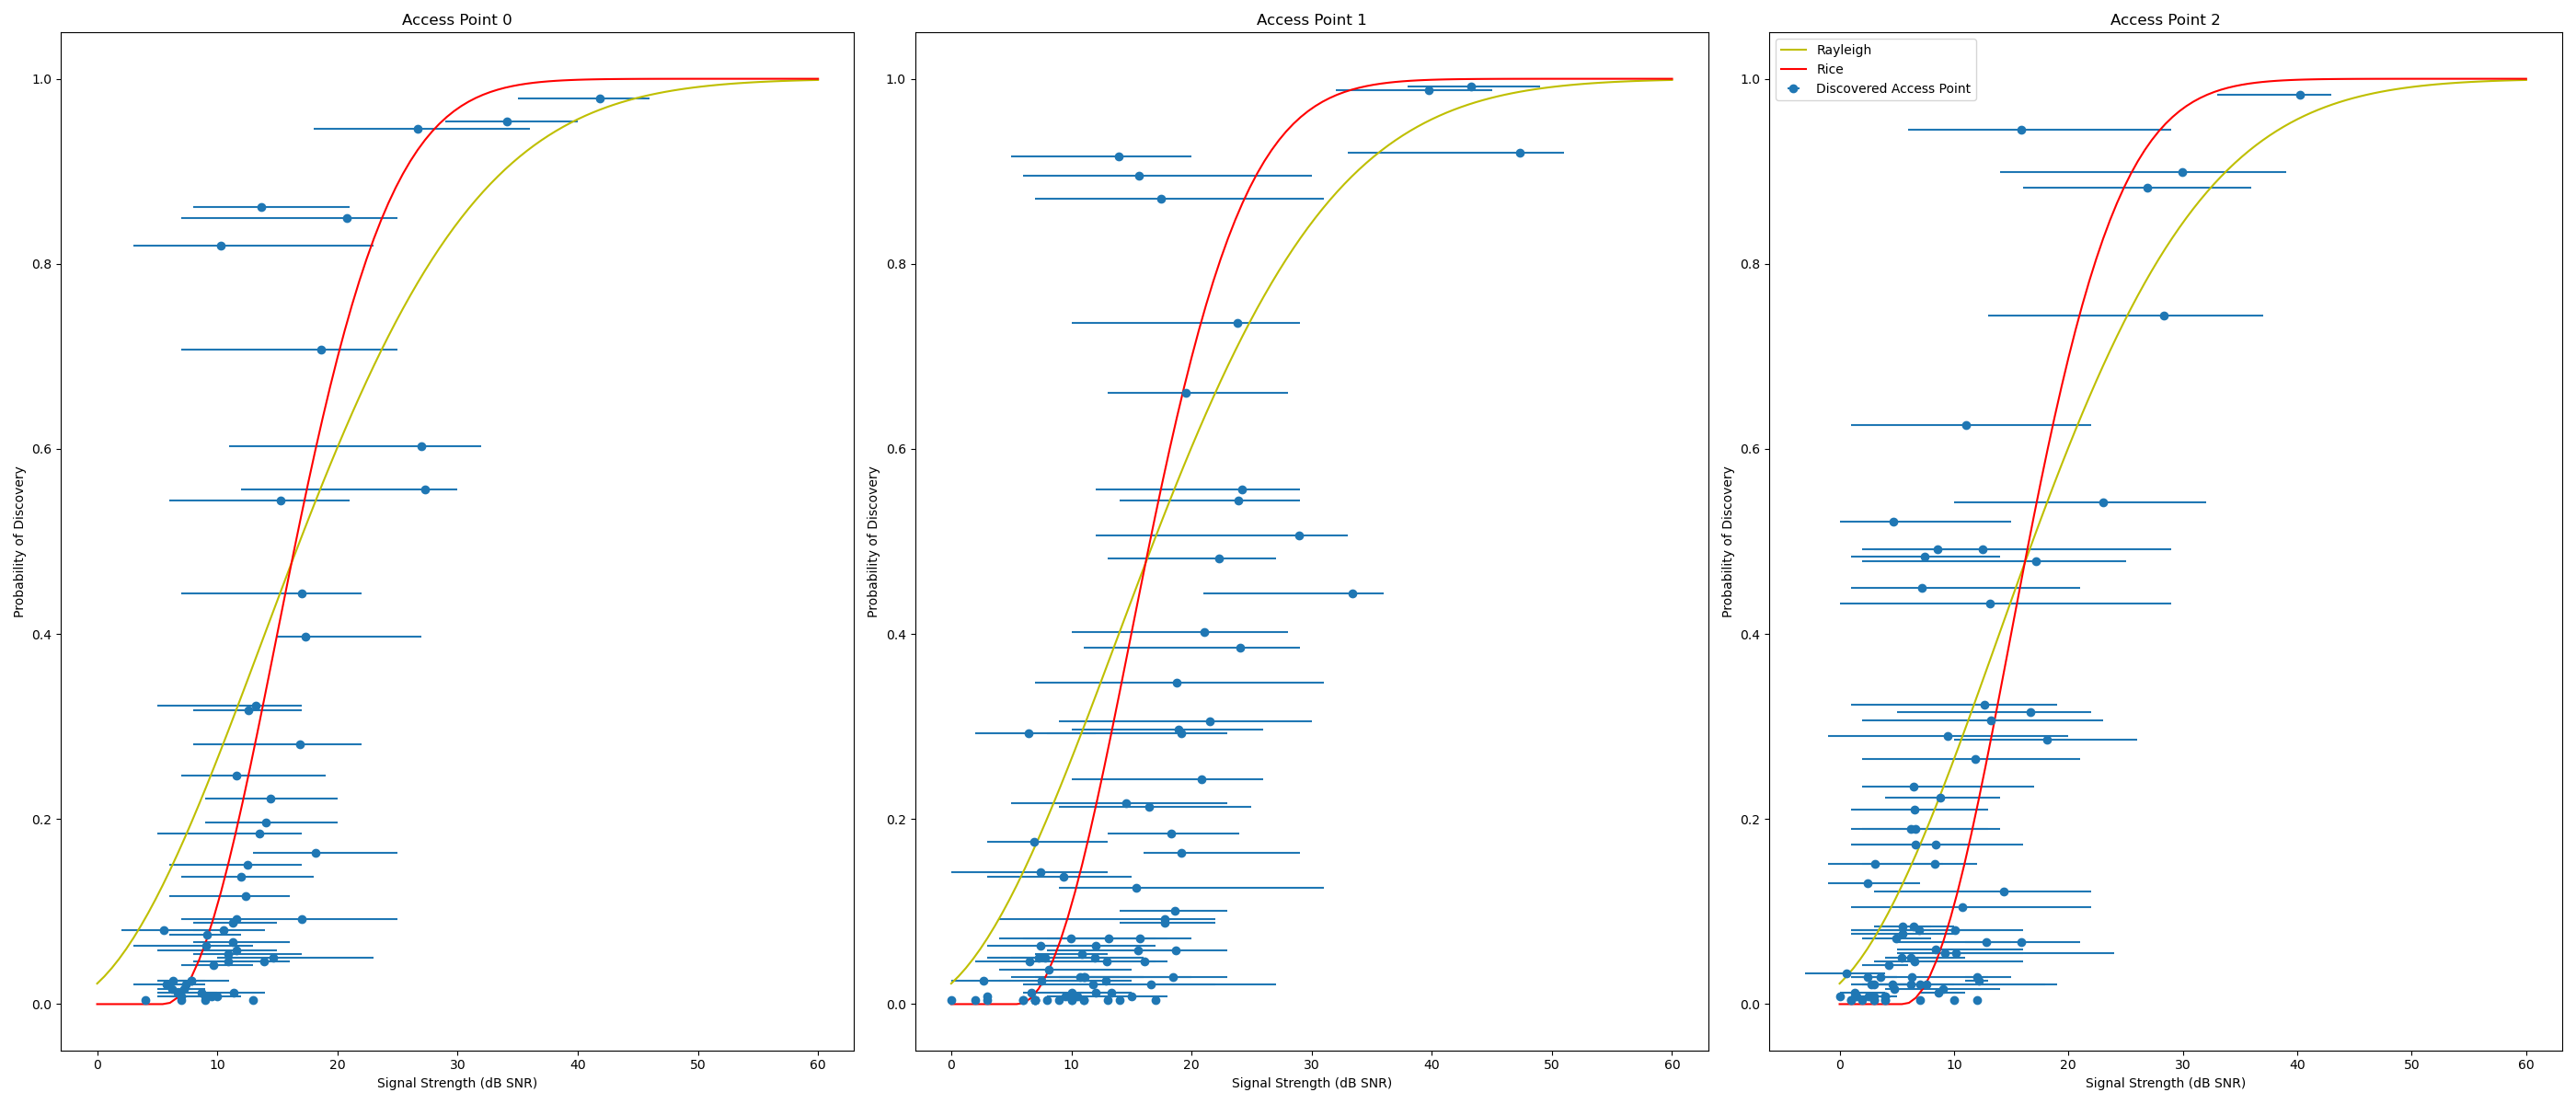 Access Point 0
Probability of Discovery
1.0
0.8
0.6
0.4
0.2
0.0
0 10 20 30 40 50 60
Signal Strength (dB SNR)
Access Point 1
Probability of Discovery
1.0
0.8
0.6
0.4
0.2
0.0
0 10 20 30 40 50 60
Signal Strength (dB SNR)
Access Point 2
Rayleigh
Rice
Discovered Access Point
Probability of Discovery
1.0
0.8
0.6
0.4
0.2
0.0
0 10 20 30 40 50 60
Signal Strength (dB SNR)